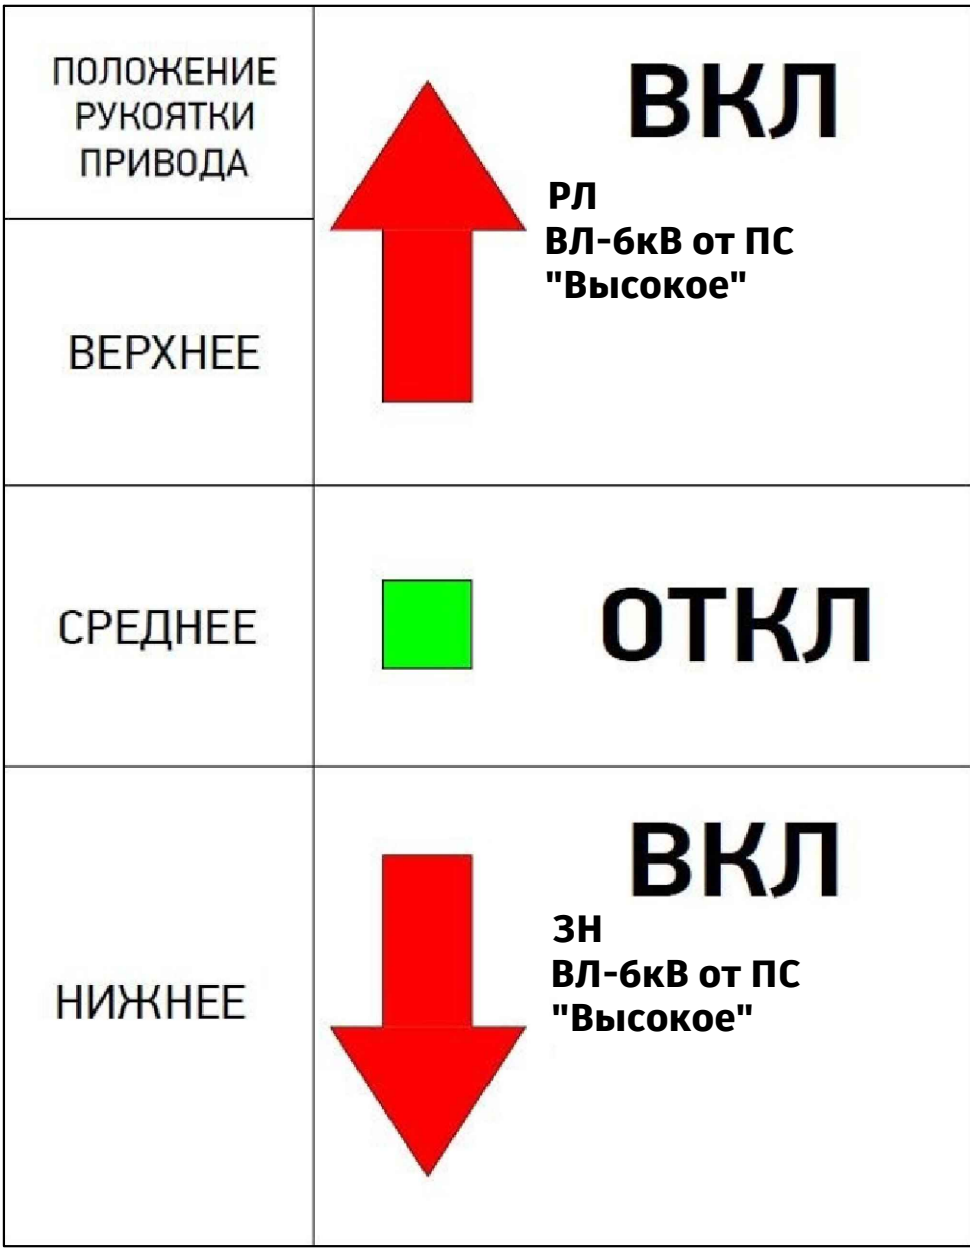 ПОЛОЖЕНИЕ
РУКОЯТКИ
ПРИВОДА
ВКЛ
РЛ
ВЛ-6кВ от ПС
"Высокое"
ВЕРХНЕЕ
СРЕДНЕЕ
ОТКЛ
НИЖНЕЕ
ВКЛ
ЗН
ВЛ-6кВ от ПС
"Высокое"